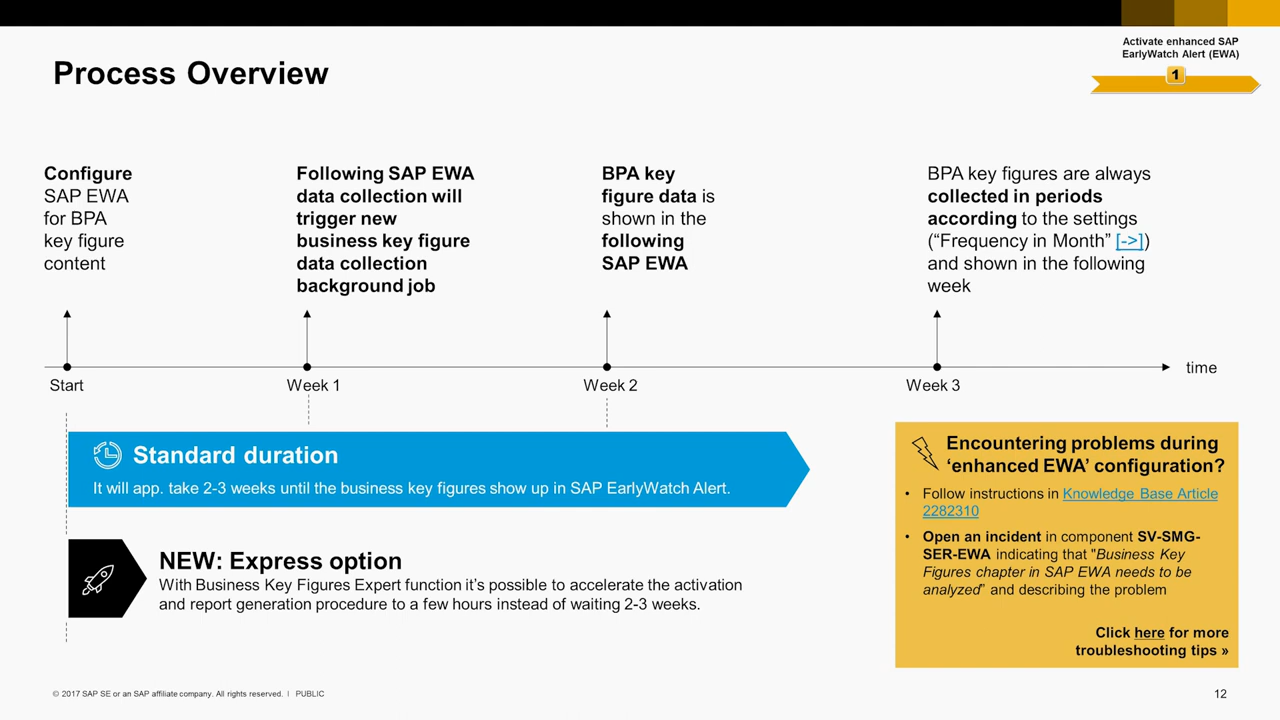 Activate enhanced SAP
EarlyWatch Alert (EWA)
1
Process Overview
Configure
SAP EWA
for BPA
key figure
content
Following SAP EWA
data collection will
trigger new
business key figure
data collection
background job
BPA key
figure data is
shown in the
following
SAP EWA
BPA key figures are always
collected in periods
according to the settings
(“Frequency in Month” [->])
and shown in the following
week
time
Start
Week 1
Week 2
Week 3
Standard duration
It will app. take 2-3 weeks until the business key figures show up in SAP EarlyWatch Alert.
NEW: Express option
With Business Key Figures Expert function it’s possible to accelerate the activation
and report generation procedure to a few hours instead of waiting 2-3 weeks.
Encountering problems during
‘enhanced EWA’ configuration?
• Follow instructions in Knowledge Base Article
2282310
• Open an incident in component SV-SMG-
SER-EWA indicating that "Business Key
Figures chapter in SAP EWA needs to be
analyzed” and describing the problem
Click here for more
troubleshooting tips »
© 2017 SAP SE or an SAP affiliate company. All rights reserved. | PUBLIC
12